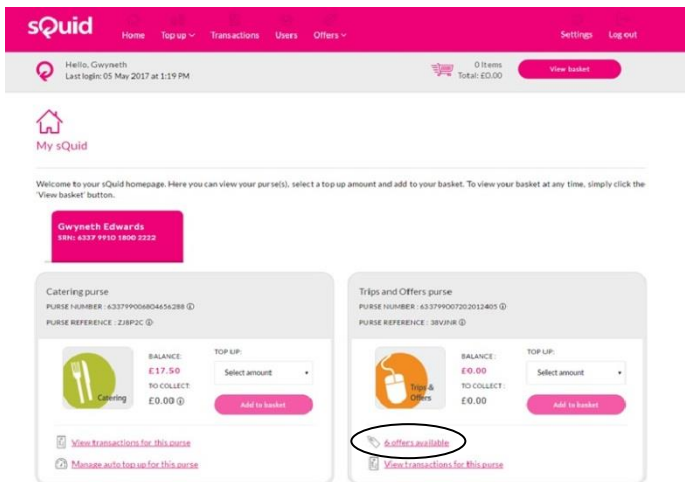 sQuid
Home Top up Transactions Users Offers Settings Log out
Hello, Gwyneth
Last login: 05 May 2017 at 1:19 PM
0 Items
Total: £0.00
View basket
My sQuid
Welcome to your sQuid homepage. Here you can view your purse(s), select a top up amount and add to your basket. To view your basket at any time, simply click the
'View basket' button.
Gwyneth Edwards
SRN: 6337 9910 1800 2222
Catering purse
PURSE NUMBER : 633799006804656288
PURSE REFERENCE : ZJ8P2C
BALANCE:
£17.50
TO COLLECT:
£0.00
TOP UP:
Select amount
Add to basket
Catering
View transactions for this purse
Manage auto top up for this purse
Trips and Offers purse
PURSE NUMBER : 633799007202012405
PURSE REFERENCE : 38VJNR
BALANCE :
£0.00
TO COLLECT :
£0.00
TOP UP:
Select amount
Add to basket
Trips &
Offers
6 offers available
View transactions for this purse